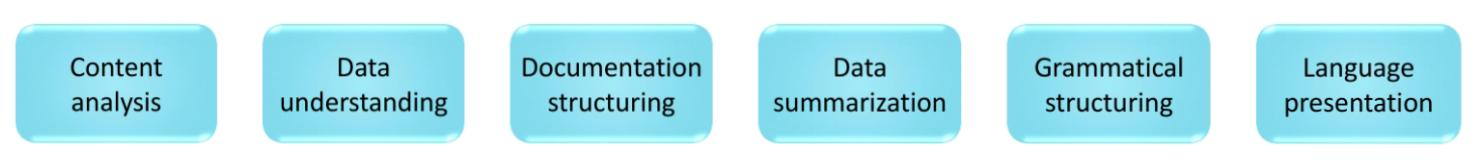 Content
analysis
Data
understanding
Documentation
structuring
Data
summarization
Grammatical
structuring
Language
presentation